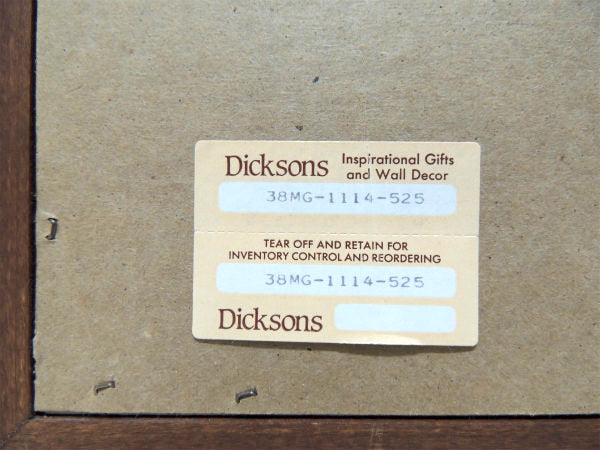 Dicksons Inspirational Gifts
and Wall Decor
38MG-1114-525
TEAR OFF AND RETAIN FOR
INVENTORY CONTROL AND REORDERING
38MG-1114-525
Dicksons